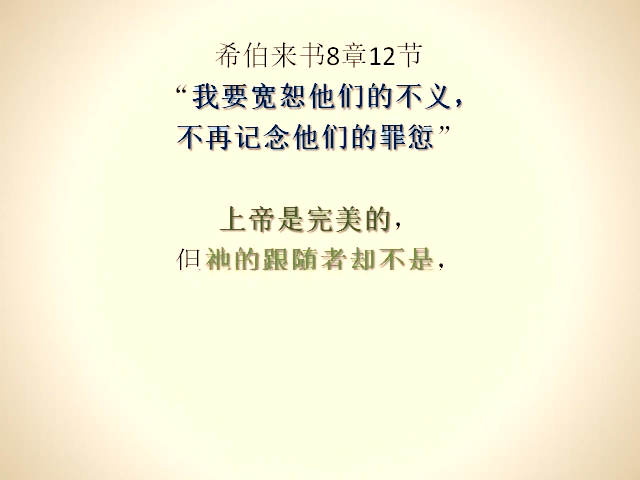 希伯来书8章12节
“我要宽恕他们的不义，
不再记念他们的罪愆”
上帝是完美的，
但祂的跟随者却不是，